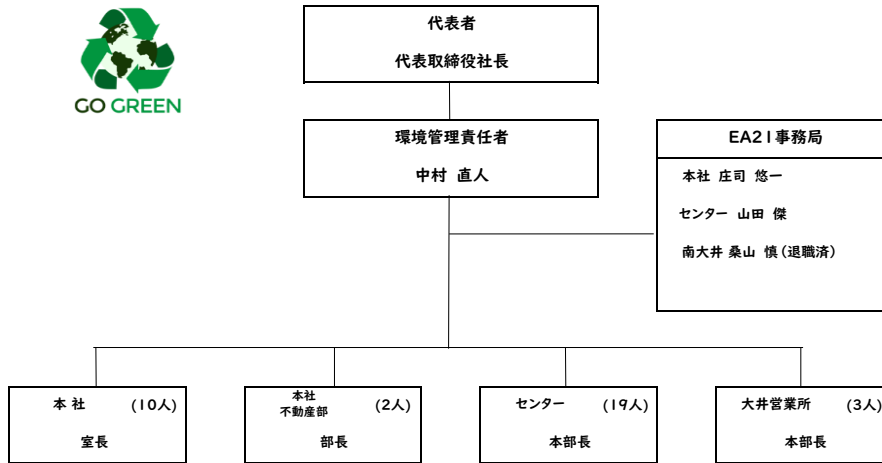 GO GREEN
代表者
代表取締役社長
環境管理責任者
中村 直人
EA21事務局
本社 庄司 悠一
センター 山田 傑
南大井 桑山 慎(退職済)
本 社 (10人)
室長
本社
不動産部 (2人)
部長
センター (19人)
本部長
大井営業所 (3人)
本部長